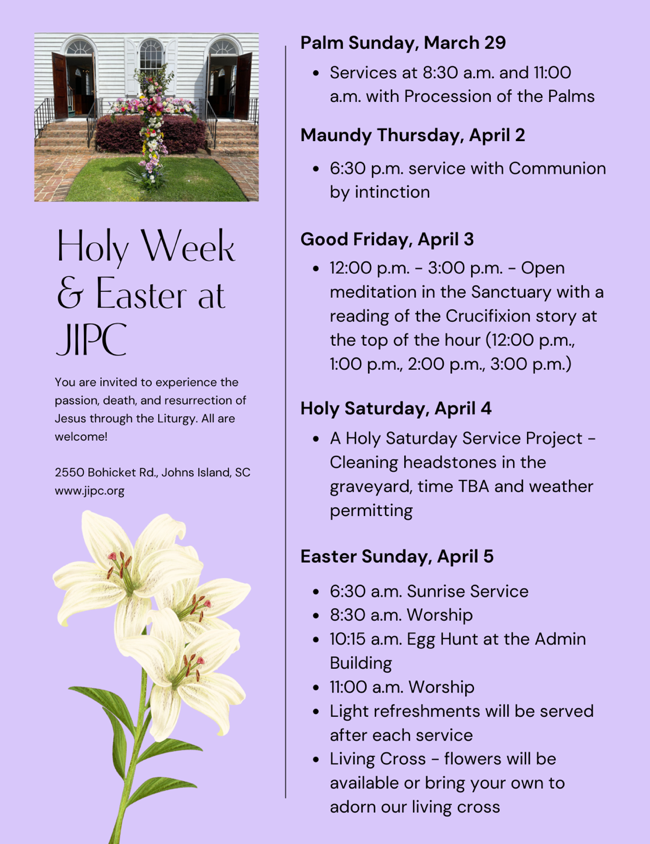 Holy Week
& Easter at
JIPC
You are invited to experience the
passion, death, and resurrection of
Jesus through the Liturgy. All are
welcome!
2550 Bohicket Rd., Johns Island, SC
www.jipc.org
Palm Sunday, March 29
• Services at 8:30 a.m. and 11:00
a.m. with Procession of the Palms
Maundy Thursday, April 2
• 6:30 p.m. service with Communion
by intinction
Good Friday, April 3
• 12:00 p.m. - 3:00 p.m. - Open
meditation in the Sanctuary with a
reading of the Crucifixion story at
the top of the hour (12:00 p.m.,
1:00 p.m., 2:00 p.m., 3:00 p.m.)
Holy Saturday, April 4
• A Holy Saturday Service Project -
Cleaning headstones in the
graveyard, time TBA and weather
permitting
Easter Sunday, April 5
• 6:30 a.m. Sunrise Service
• 8:30 a.m. Worship
• 10:15 a.m. Egg Hunt at the Admin
Building
• 11:00 a.m. Worship
• Light refreshments will be served
after each service
• Living Cross - flowers will be
available or bring your own to
adorn our living cross